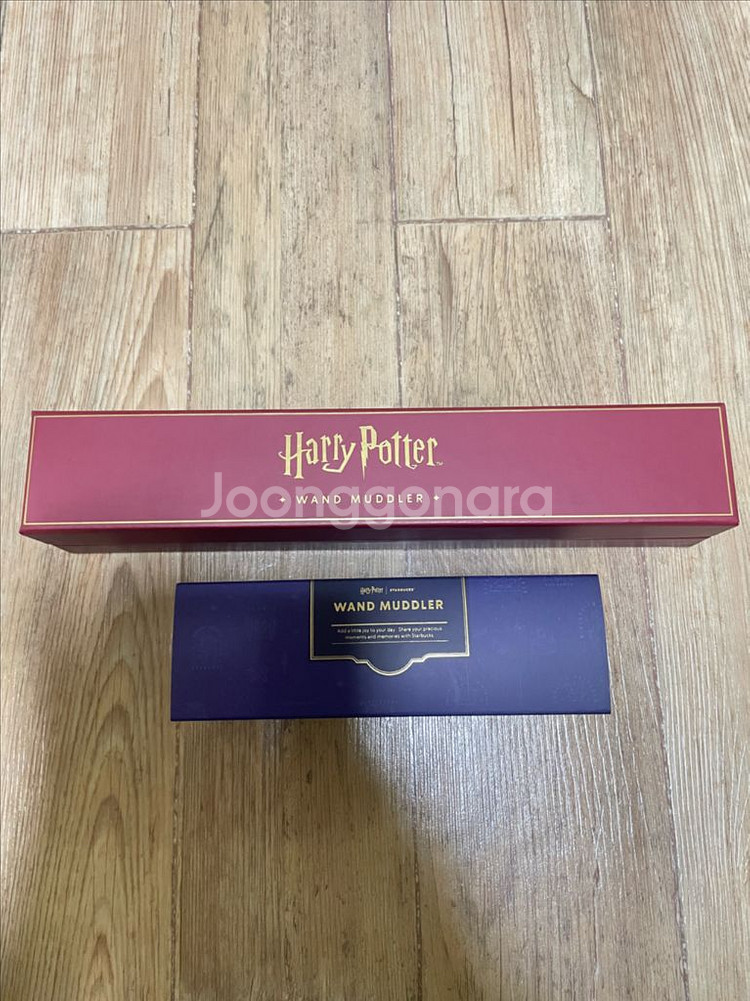 Harry Potter
WAND MUDDLER
Joonggonara
Harry Potter | STARBUCKS
WAND MUDDLER
Add a little joy to your day. Share your precious
moments and memories with Starbucks